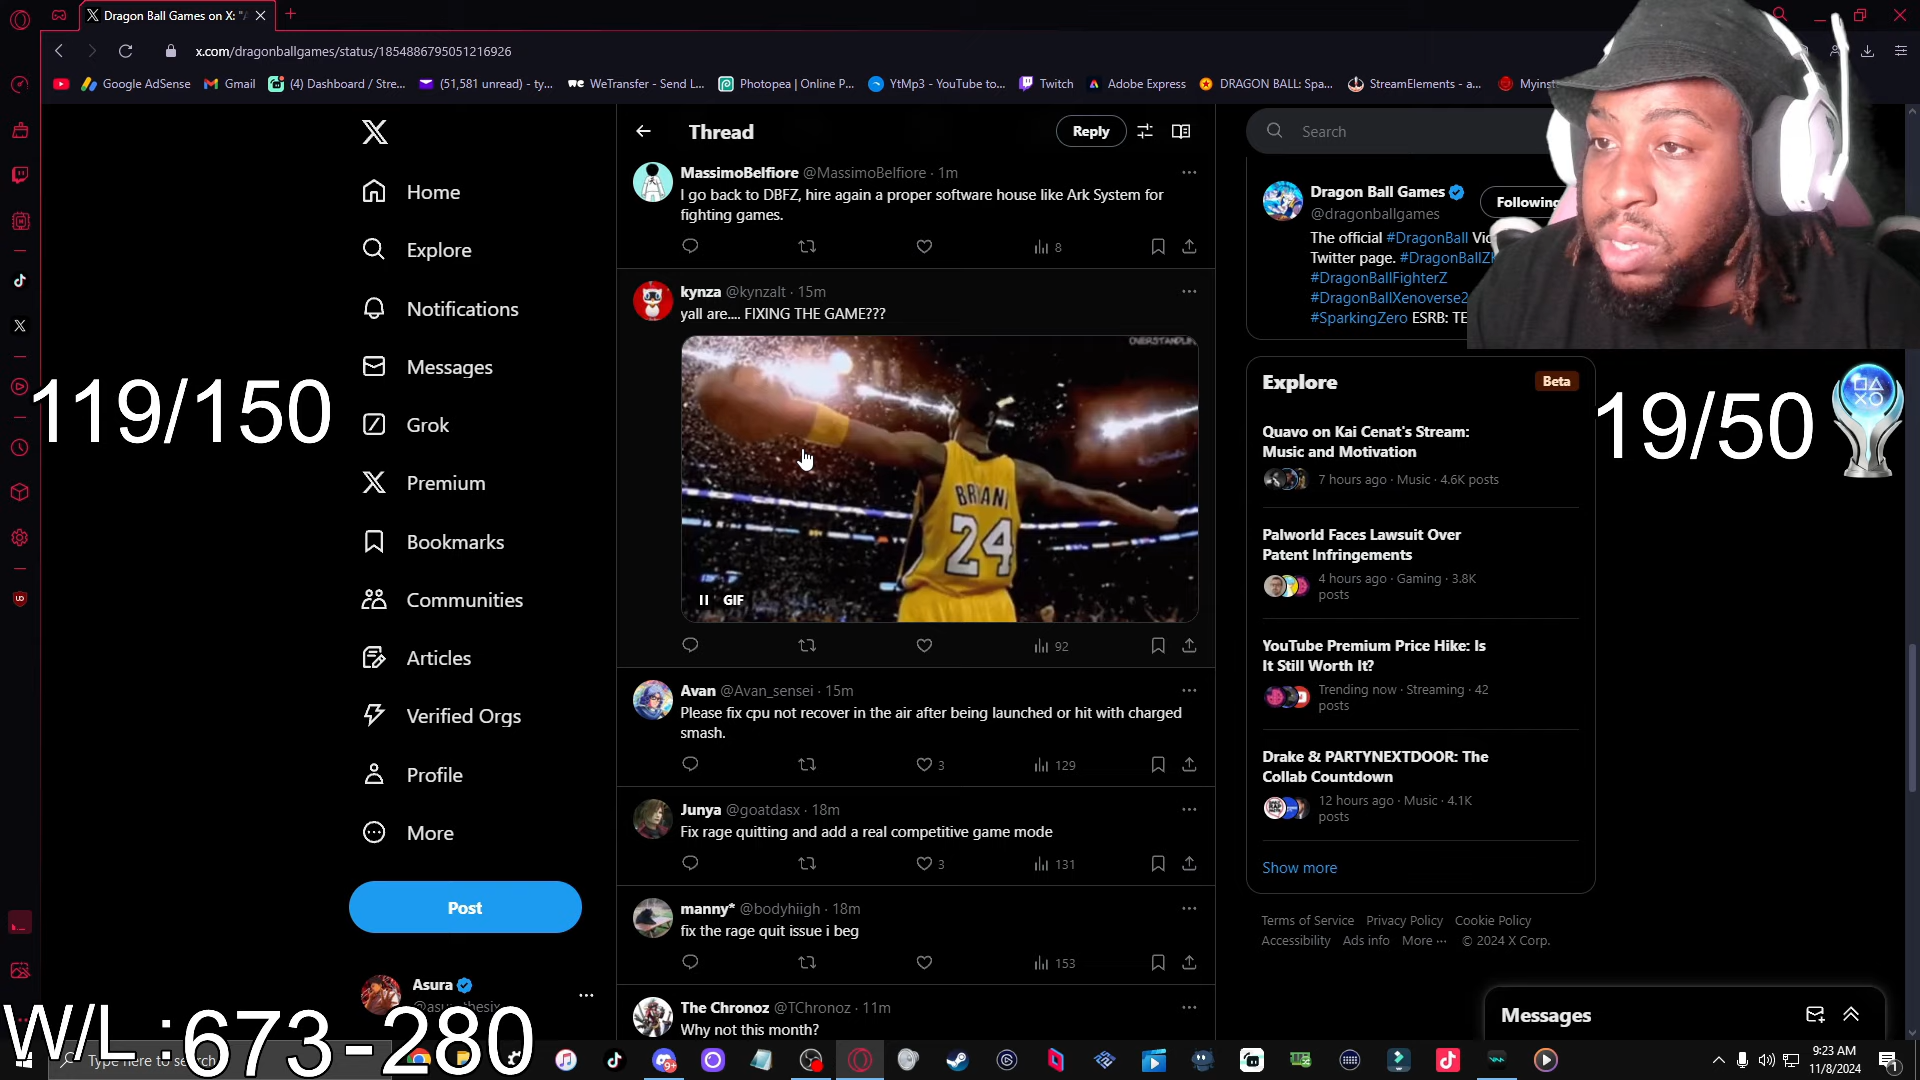 Dragon Ball Games on X: "
x.com/dragonballgames/status/1854886795051216926
Google AdSense
Gmail
(4) Dashboard / Stre...
(51,581 unread) - ty...
WeTransfer - Send L...
Photopea | Online P...
YtMp3 - YouTube to...
Twitch
Adobe Express
DRAGON BALL: Spa...
StreamElements - a...
Myinst
Home
Explore
Notifications
Messages
Grok
Premium
Bookmarks
Communities
Articles
Verified Orgs
Profile
More
Post
Asura
119/150
W/L :673-280
Type here to search
Thread
Reply
MassimoBelfiore @MassimoBelfiore · 1m
I go back to DBFZ, hire again a proper software house like Ark System for
fighting games.
8
kynza @kynzalt · 15m
yall are.... FIXING THE GAME???
OVERSTANDLIFE
BRYANT
24
GIF
92
Avan @Avan_sensei · 15m
Please fix cpu not recover in the air after being launched or hit with charged
smash.
3
129
Junya @goatdasx · 18m
Fix rage quitting and add a real competitive game mode
3
131
manny* @bodyhiigh · 18m
fix the rage quit issue i beg
153
The Chronoz @TChronoz · 11m
Why not this month?
Search
Dragon Ball Games
Following
@dragonballgames
The official #DragonBall Vi
Twitter page. #DragonBallZ
#DragonBallFighterZ
#DragonBallXenoverse2
#SparkingZero ESRB: TE
Explore
Beta
Quavo on Kai Cenat's Stream:
Music and Motivation
7 hours ago · Music · 4.6K posts
Palworld Faces Lawsuit Over
Patent Infringements
4 hours ago · Gaming · 3.8K
posts
YouTube Premium Price Hike: Is
It Still Worth It?
Trending now · Streaming · 42
posts
Drake & PARTYNEXTDOOR: The
Collab Countdown
12 hours ago · Music · 4.1K
posts
Show more
Terms of Service Privacy Policy Cookie Policy
Accessibility Ads info More ··· © 2024 X Corp.
19/50
Messages
9:23 AM
11/8/2024